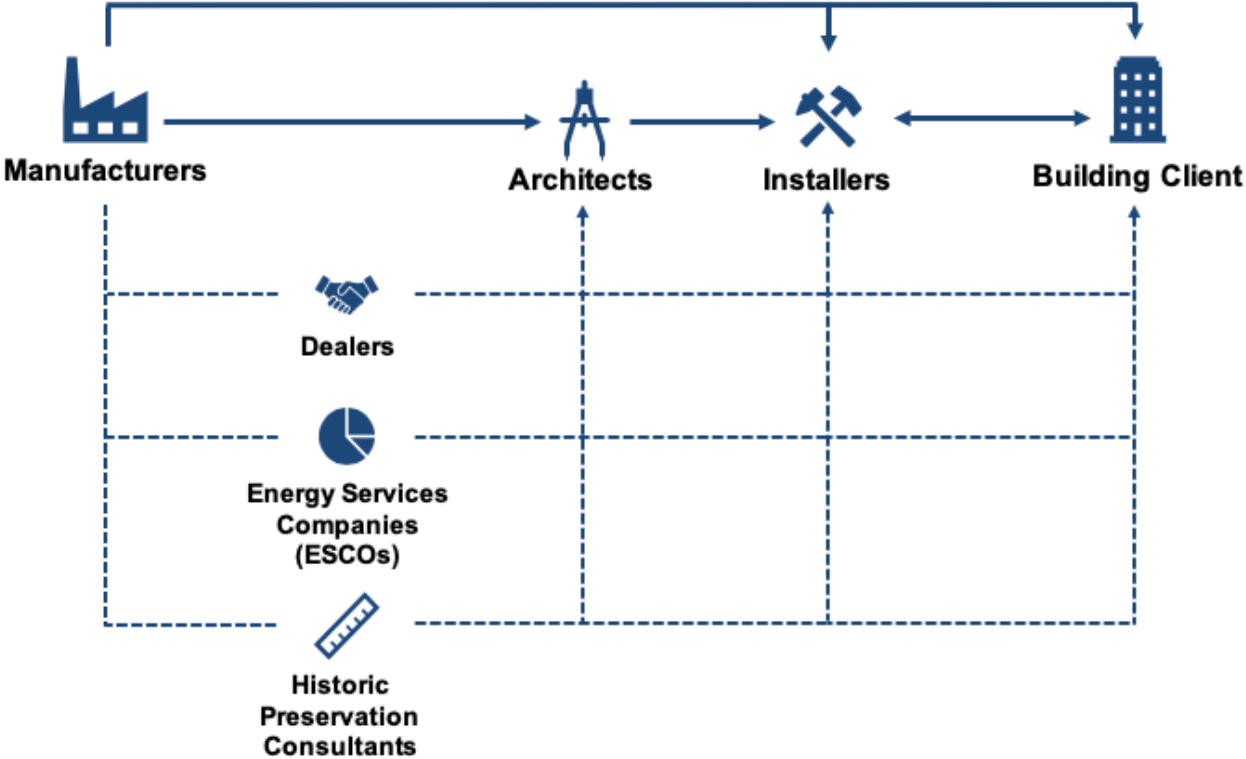 Manufacturers
Architects
Installers
Building Client
Dealers
Energy Services
Companies
(ESCOs)
Historic
Preservation
Consultants